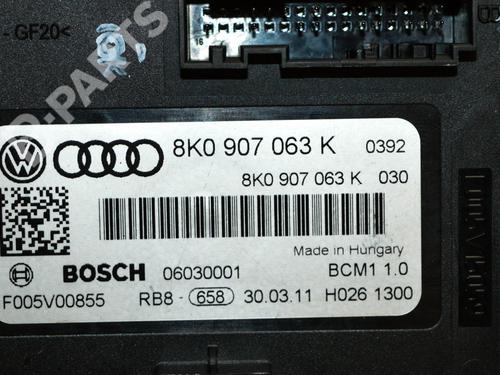 - GF20<
16
8K0 907 063 K 0392
8K0 907 063 K 030
Made in Hungary
BOSCH 06030001 BCM1 1.0
F005V00855 RB8 - 658 30.03.11 H026 1300